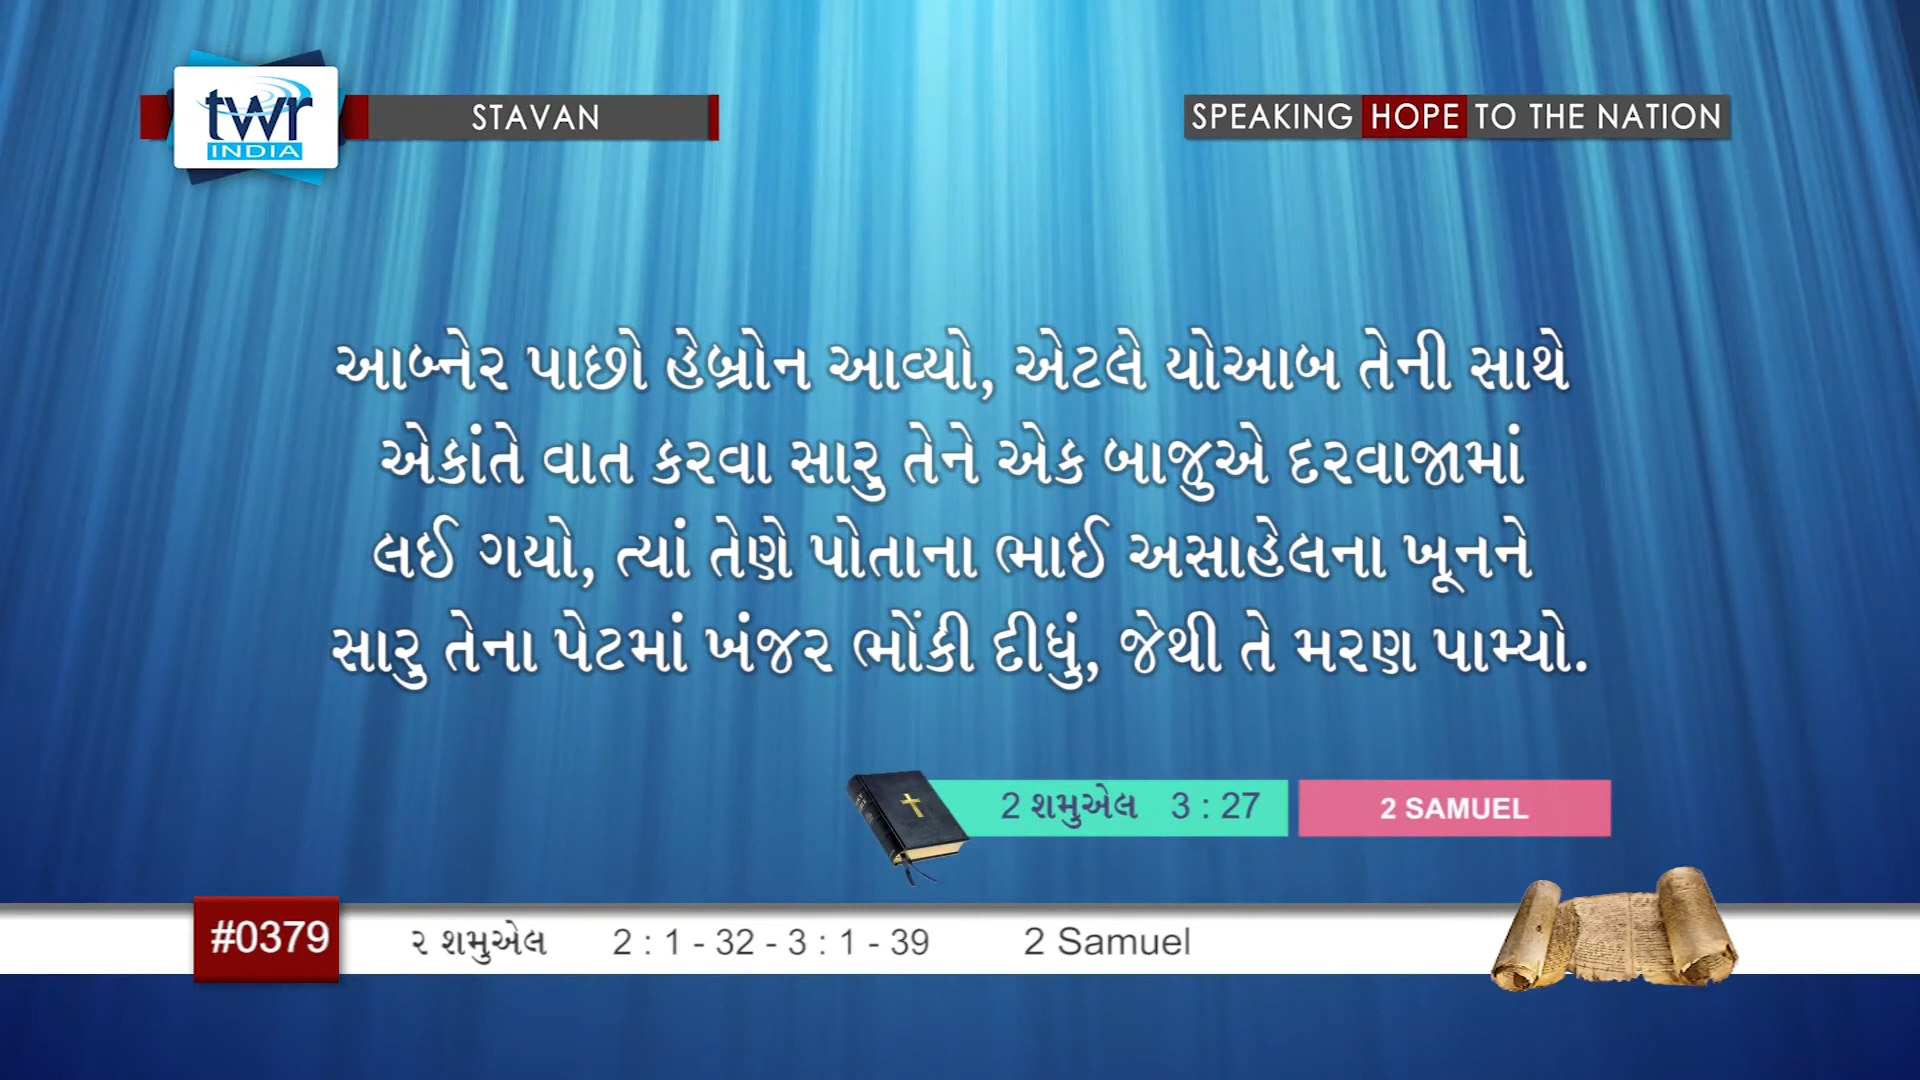 twr
INDIA
STAVAN
SPEAKING HOPE TO THE NATION
આબ્નેર પાછો હેબ્રોન આવ્યો, એટલે યોઆબ તેની સાથે
એકાંતે વાત કરવા સારુ તેને એક બાજુએ દરવાજામાં
લઈ ગયો, ત્યાં તેણે પોતાના ભાઈ અસાહેલના ખૂનને
સારુ તેના પેટમાં ખંજર ભોંકી દીધું, જેથી તે મરણ પામ્યો.
2 શમુએલ 3 : 27
2 SAMUEL
#0379
૨ શમુએલ 2 : 1 - 32 - 3 : 1 - 39 2 Samuel